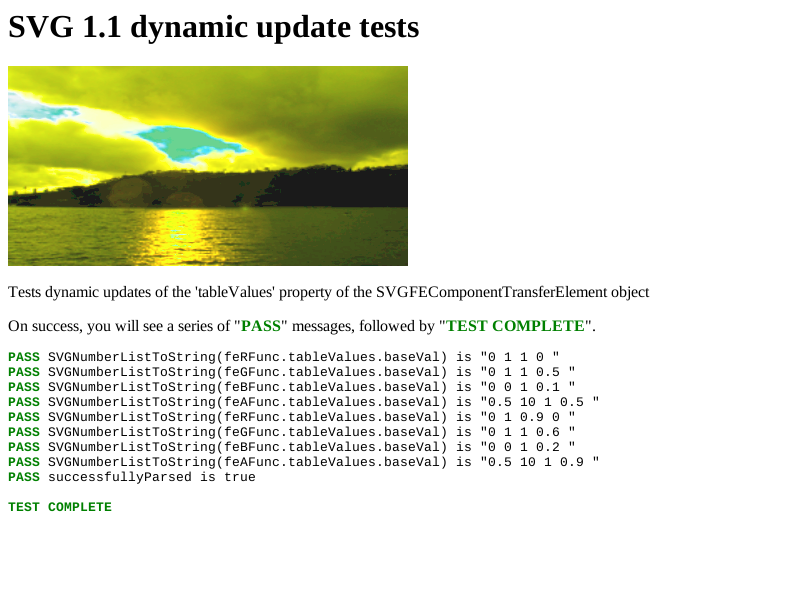 SVG 1.1 dynamic update tests
Tests dynamic updates of the 'tableValues' property of the SVGFEComponentTransferElement object
On success, you will see a series of "PASS" messages, followed by "TEST COMPLETE".
PASS SVGNumberListToString(feRFunc.tableValues.baseVal) is "0 1 1 0 "
PASS SVGNumberListToString(feGFunc.tableValues.baseVal) is "0 1 1 0.5 "
PASS SVGNumberListToString(feBFunc.tableValues.baseVal) is "0 0 1 0.1 "
PASS SVGNumberListToString(feAFunc.tableValues.baseVal) is "0.5 10 1 0.5 "
PASS SVGNumberListToString(feRFunc.tableValues.baseVal) is "0 1 0.9 0 "
PASS SVGNumberListToString(feGFunc.tableValues.baseVal) is "0 1 1 0.6 "
PASS SVGNumberListToString(feBFunc.tableValues.baseVal) is "0 0 1 0.2 "
PASS SVGNumberListToString(feAFunc.tableValues.baseVal) is "0.5 10 1 0.9 "
PASS successfullyParsed is true
TEST COMPLETE